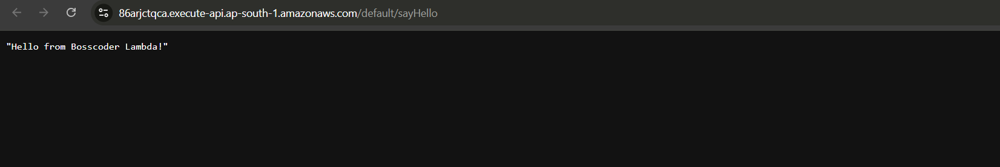 86arjctqca.execute-api.ap-south-1.amazonaws.com/default/sayHello
"Hello from Bosscoder Lambda!"